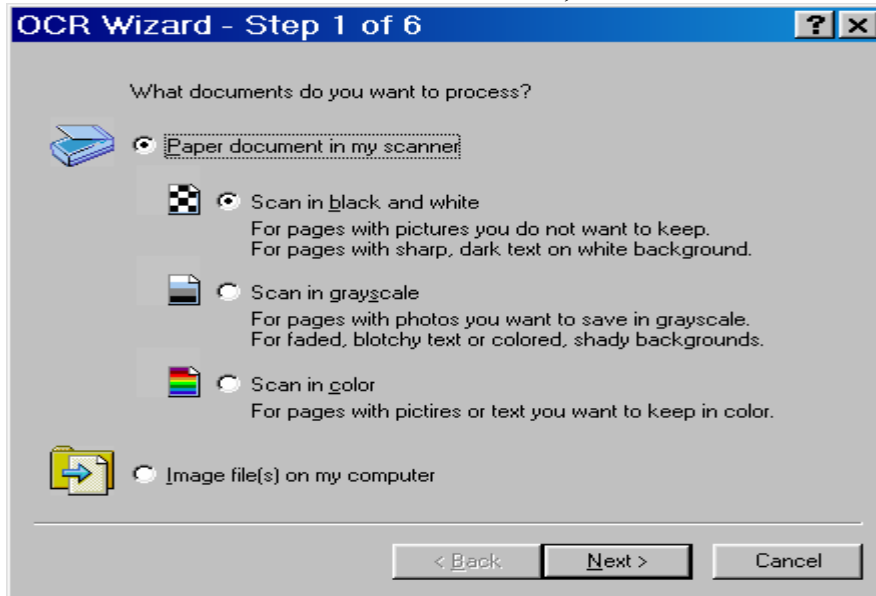 OCR Wizard - Step 1 of 6
What documents do you want to process?
Paper document in my scanner
Scan in black and white
For pages with pictures you do not want to keep.
For pages with sharp, dark text on white background.
Scan in grayscale
For pages with photos you want to save in grayscale.
For faded, blotchy text or colored, shady backgrounds.
Scan in color
For pages with pictires or text you want to keep in color.
Image file(s) on my computer
< Back Next > Cancel